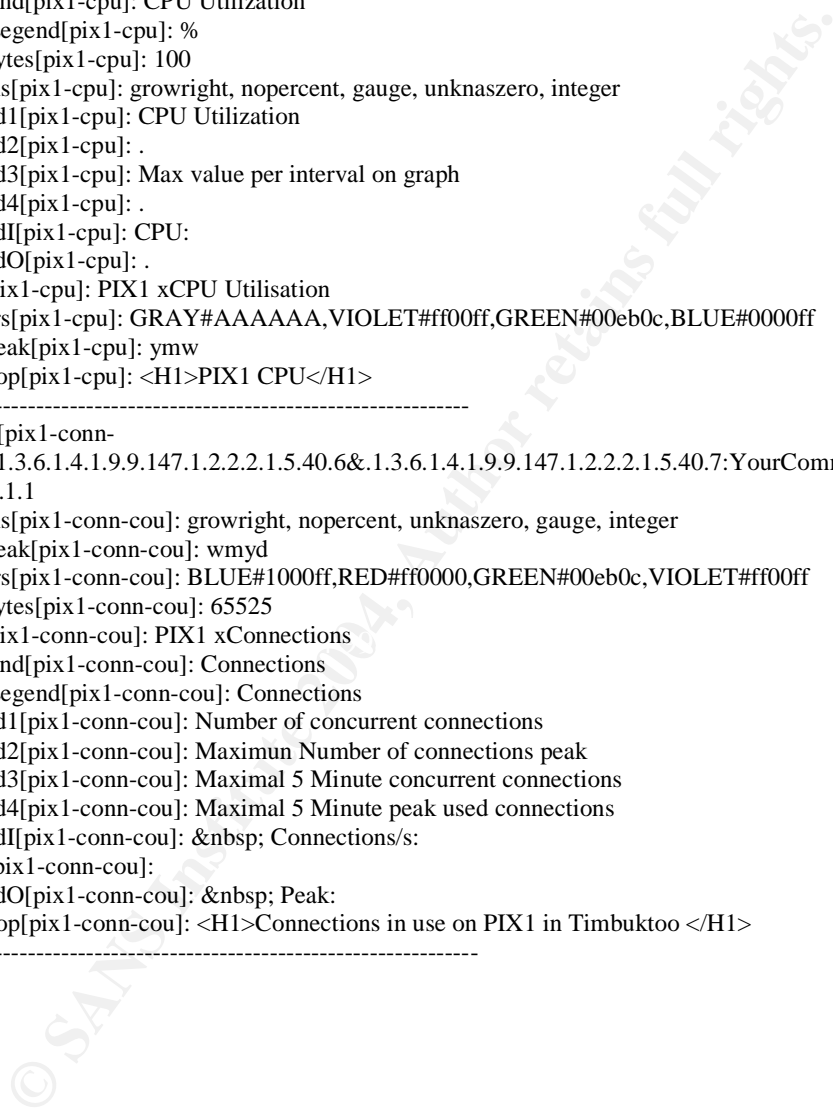 nd[pix1-cpu]: CPU Utilization
egend[pix1-cpu]: %
ytes[pix1-cpu]: 100
s[pix1-cpu]: growright, nopercent, gauge, unknaszero, integer
d1[pix1-cpu]: CPU Utilization
d2[pix1-cpu]: .
d3[pix1-cpu]: Max value per interval on graph
d4[pix1-cpu]: .
dI[pix1-cpu]: CPU:
dO[pix1-cpu]: .
ix1-cpu]: PIX1 xCPU Utilisation
rs[pix1-cpu]: GRAY#AAAAAA,VIOLET#ff00ff,GREEN#00eb0c,BLUE#0000ff
eak[pix1-cpu]: ymw
op[pix1-cpu]: <H1>PIX1 CPU</H1>
---------------------------------------------------------
[pix1-conn-
1.3.6.1.4.1.9.9.147.1.2.2.2.1.5.40.6&.1.3.6.1.4.1.9.9.147.1.2.2.2.1.5.40.7:YourCom
.1.1
s[pix1-conn-cou]: growright, nopercent, unknaszero, gauge, integer
eak[pix1-conn-cou]: wmyd
rs[pix1-conn-cou]: BLUE#1000ff,RED#ff0000,GREEN#00eb0c,VIOLET#ff00ff
ytes[pix1-conn-cou]: 65525
ix1-conn-cou]: PIX1 xConnections
nd[pix1-conn-cou]: Connections
egend[pix1-conn-cou]: Connections
d1[pix1-conn-cou]: Number of concurrent connections
d2[pix1-conn-cou]: Maximun Number of connections peak
d3[pix1-conn-cou]: Maximal 5 Minute concurrent connections
d4[pix1-conn-cou]: Maximal 5 Minute peak used connections
dI[pix1-conn-cou]: &nbsp; Connections/s:
pix1-conn-cou]:
dO[pix1-conn-cou]: &nbsp; Peak:
op[pix1-conn-cou]: <H1>Connections in use on PIX1 in Timbuktoo </H1>
----------------------------------------------------------
© SANS Institute 2004, Author retains full rights.